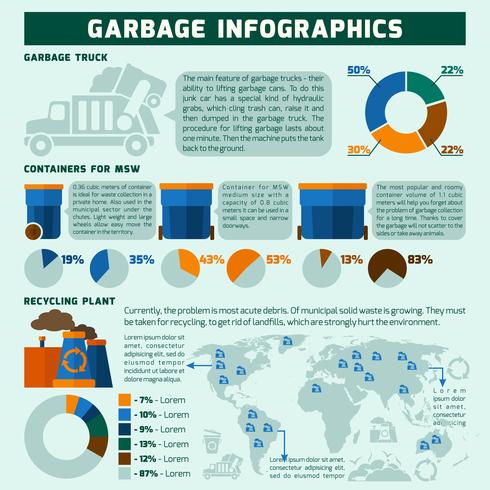 GARBAGE INFOGRAPHICS
GARBAGE TRUCK
The main feature of garbage trucks - their
ability to lifting garbage cans. To do this
junk car has a special kind of hydraulic
grabs, which cling trash can, raise it and
then dumped in the garbage truck. The
procedure for lifting garbage lasts about
one minute. Then the machine puts the tank
back to the ground.
50%
22%
30%
22%
CONTAINERS FOR MSW
0.36 cubic meters of container
is ideal for waste collection in a
private home. Also used in the
municipal sector under the
chutes. Light weight and large
wheels allow easy move the
container in the territory.
Container for MSW
medium size with a
capacity of 0.8 cubic
meters It can be used in a
small space and narrow
doorways.
The most popular and roomy
container volume of 1.1 cubic
meters will help you forget about
the problem of garbage collection
for a long time. Thanks to cover
the garbage will not scatter to the
sides or take away animals.
19%
35%
43%
53%
13%
83%
RECYCLING PLANT
Currently, the problem is most acute debris. Of municipal solid waste is growing. They must
be taken for recycling, to get rid of landfills, which are strongly hurt the environment.
Lorem ipsum dolor sit
amet, consectetur
adipisicing elit, sed do
eiusmod tempor
incididunt ut labore et
dolore magna aliqua.
Lorem
ipsum dolor
sit amet,
consectetur
adipisicing
- 7% - Lorem
- 10% - Lorem
- 9% - Lorem
- 13% - Lorem
- 12% - Lorem
- 87% - Lorem
Lorem ipsum dolor sit
amet, consectetur
adipisicing elit, sed do
eiusmod tempor